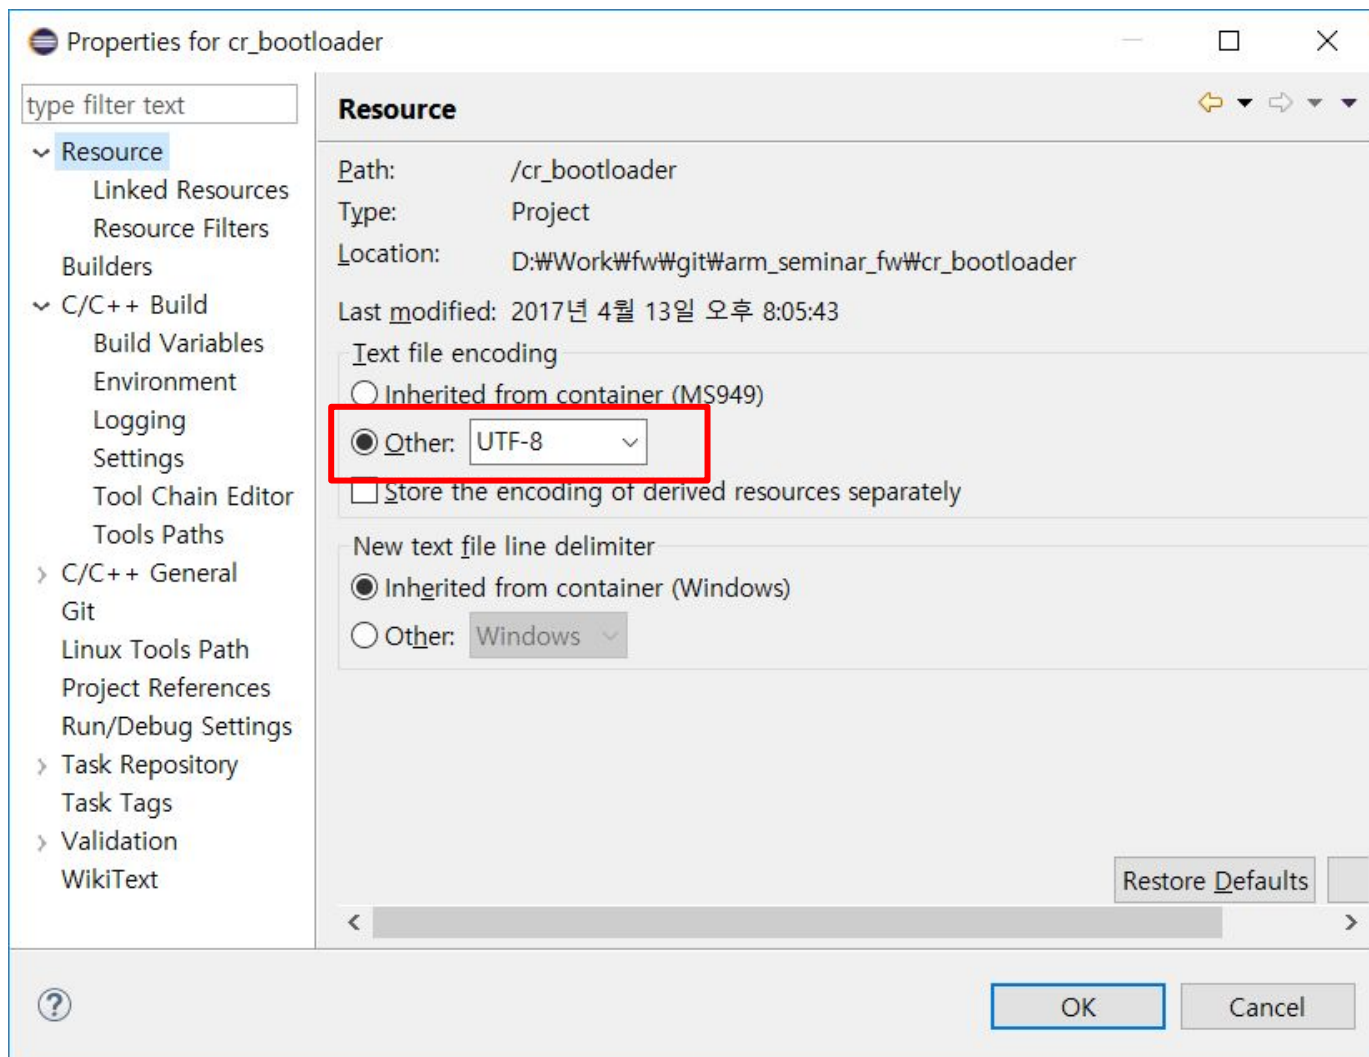 Properties for cr_bootloader
type filter text
Resource
Linked Resources
Resource Filters
Builders
C/C++ Build
Build Variables
Environment
Logging
Settings
Tool Chain Editor
Tools Paths
C/C++ General
Git
Linux Tools Path
Project References
Run/Debug Settings
Task Repository
Task Tags
Validation
WikiText
Resource
Path: /cr_bootloader
Type: Project
Location: D:₩Work₩fw₩git₩arm_seminar_fw₩cr_bootloader
Last modified: 2017년 4월 13일 오후 8:05:43
Text file encoding
Inherited from container (MS949)
Other: UTF-8
Store the encoding of derived resources separately
New text file line delimiter
Inherited from container (Windows)
Other: Windows
Restore Defaults
OK Cancel